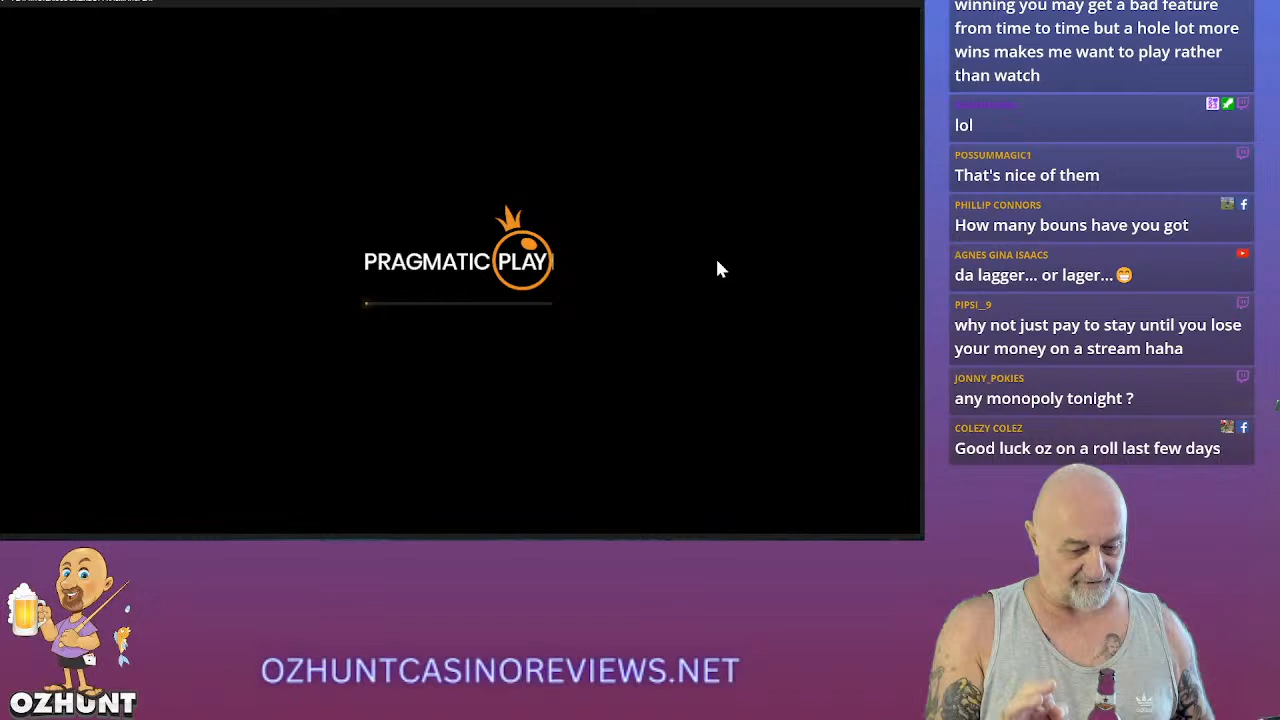 winning you may get a bad feature
from time to time but a hole lot more
wins makes me want to play rather
than watch
lol
POSSUMMAGIC1
That's nice of them
PHILLIP CONNORS
How many bouns have you got
AGNES GINA ISAACS
da lagger... or lager... 😁
PIPSI__9
why not just pay to stay until you lose
your money on a stream haha
JONNY_POKIES
any monopoly tonight ?
COLEZY COLEZ
Good luck oz on a roll last few days
PRAGMATIC PLAY
OZHUNT
OZHUNTCASINOREVIEWS.NET